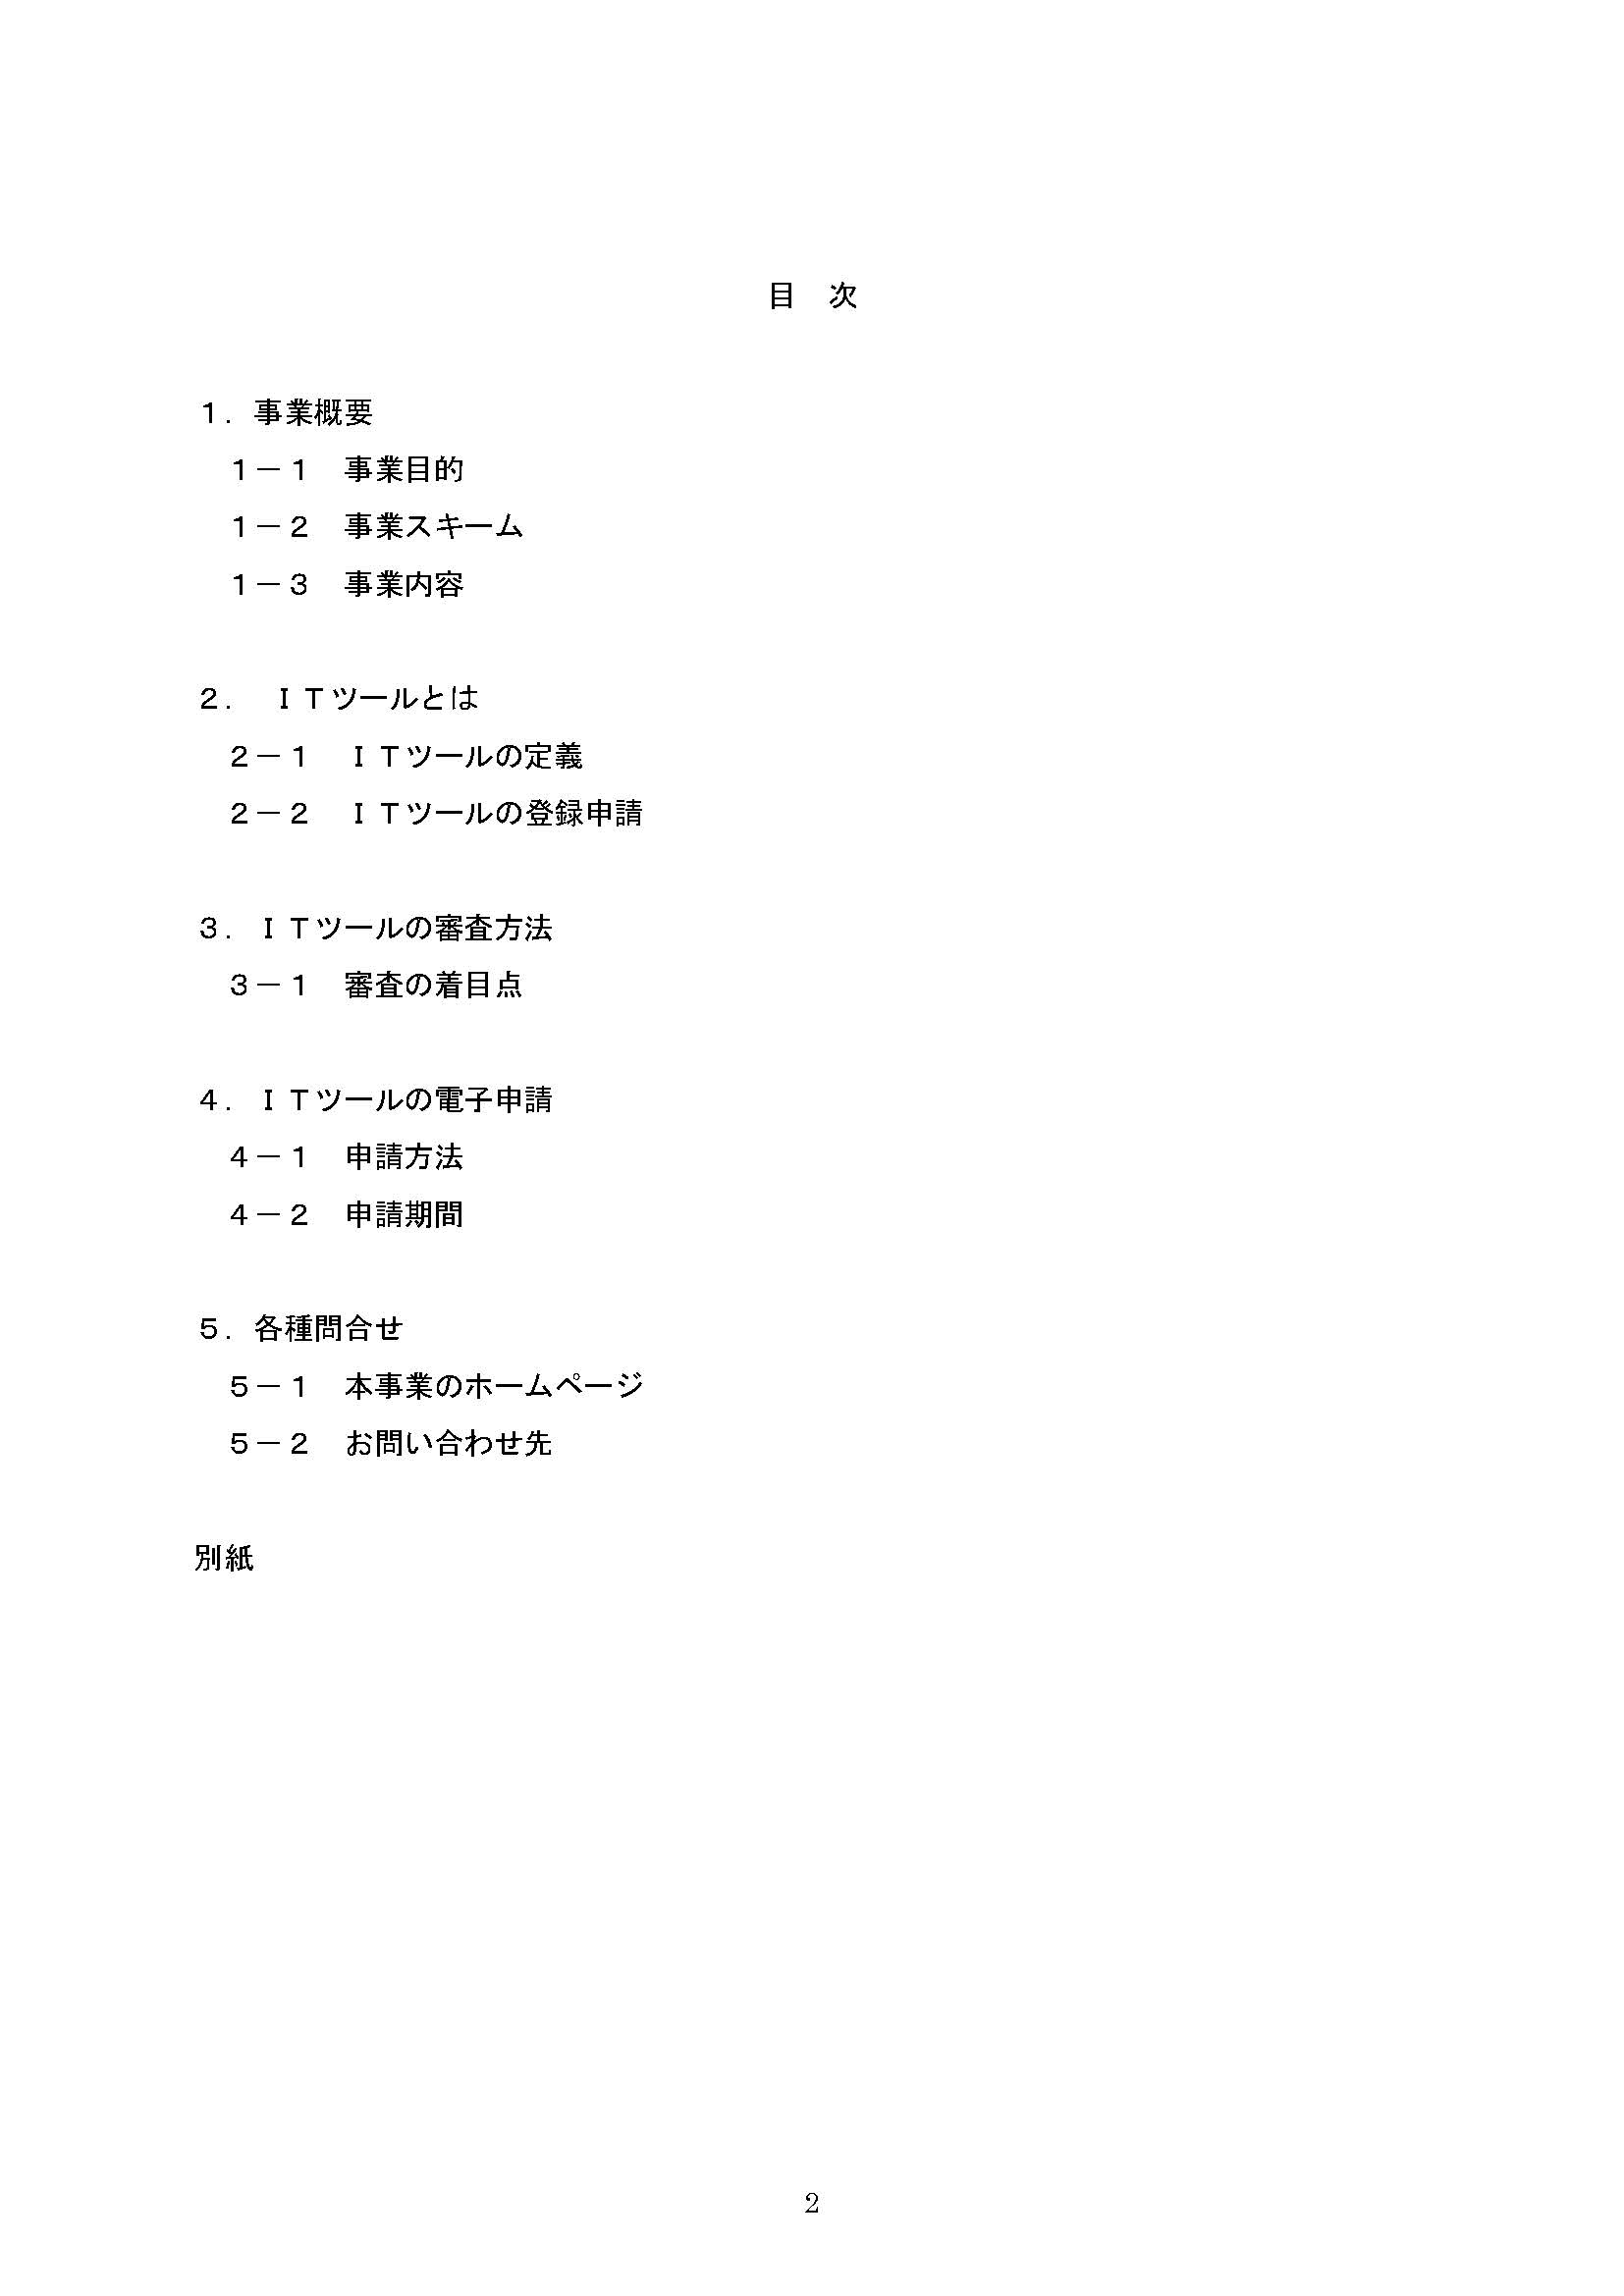 目　次
１．事業概要
１－１　事業目的
１－２　事業スキーム
１－３　事業内容
２．　ＩＴツールとは
２－１　ＩＴツールの定義
２－２　ＩＴツールの登録申請
３．ＩＴツールの審査方法
３－１　審査の着目点
４．ＩＴツールの電子申請
４－１　申請方法
４－２　申請期間
５．各種問合せ
５－１　本事業のホームページ
５－２　お問い合わせ先
別紙
2